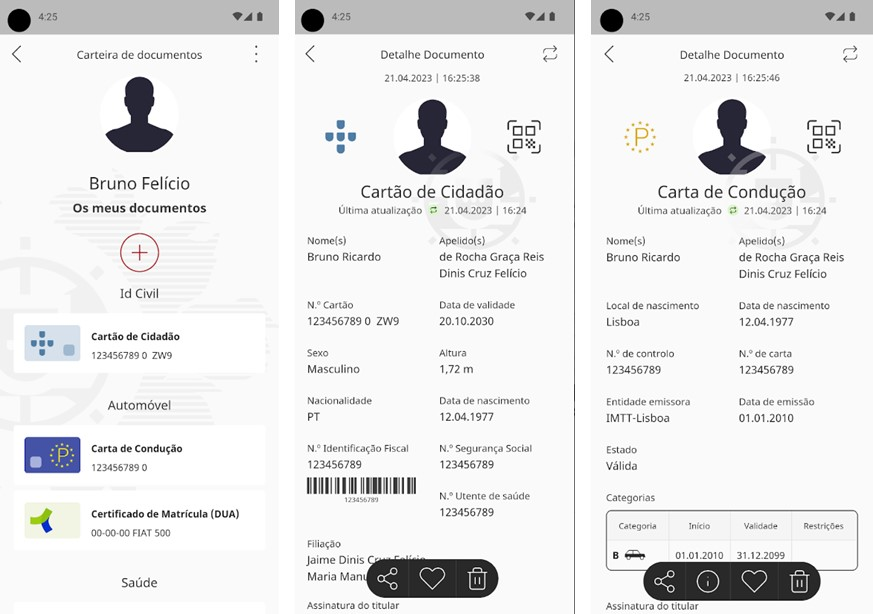 4:25
Carteira de documentos
Bruno Felício
Os meus documentos
Id Civil
Cartão de Cidadão
123456789 0 ZW9
Automóvel
P
Carta de Condução
123456789 0
Certificado de Matrícula (DUA)
00-00-00 FIAT 500
Saúde
4:25
Detalhe Documento
21.04.2023 | 16:25:38
Cartão de Cidadão
Última atualização 21.04.2023 | 16:24
Nome(s) Apelido(s)
Bruno Ricardo de Rocha Graça Reis
Dinis Cruz Felício
N.º Cartão Data de validade
123456789 0 ZW9 20.10.2030
Sexo Altura
Masculino 1,72 m
Nacionalidade Data de nascimento
PT 12.04.1977
N.º Identificação Fiscal N.º Segurança Social
123456789 123456789
123456789
N.º Utente de saúde
123456789
Filiação
Jaime Dinis Cruz Felício
Maria
Assinatura do titular
4:25
Detalhe Documento
21.04.2023 | 16:25:46
P
Carta de Condução
Última atualização 21.04.2023 | 16:24
Nome(s) Apelido(s)
Bruno Ricardo de Rocha Graça Reis
Dinis Cruz Felício
Local de nascimento Data de nascimento
Lisboa 12.04.1977
N.º de controlo N.º de carta
123456789 123456789
Entidade emissora Data de emissão
IMTT-Lisboa 01.01.2010
Estado
Válida
Categorias
Categoria Início Validade Restrições
B 01.01.2010 31.12.2099
Assinatura do titular